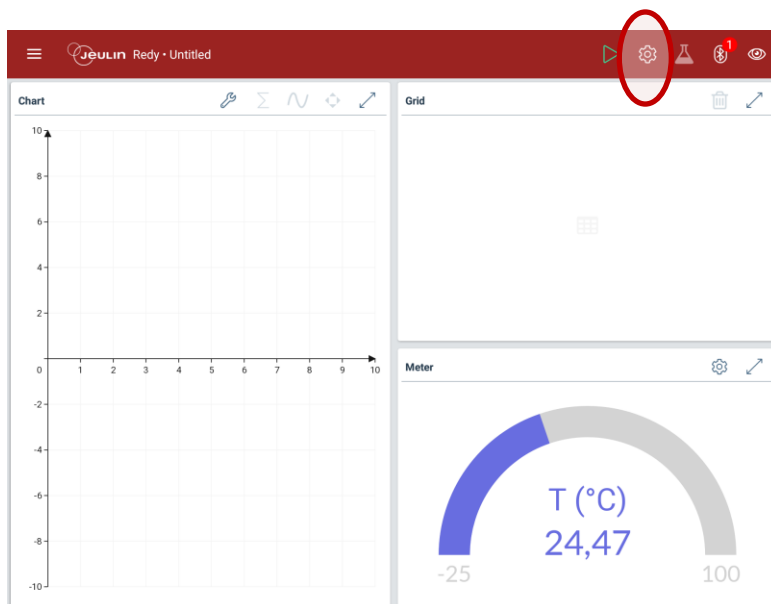 Jeulin Redy • Untitled
1
Chart
Grid
10
8
6
4
2
0 1 2 3 4 5 6 7 8 9 10
-2
-4
-6
-8
-10
Meter
T (°C)
24,47
-25 100